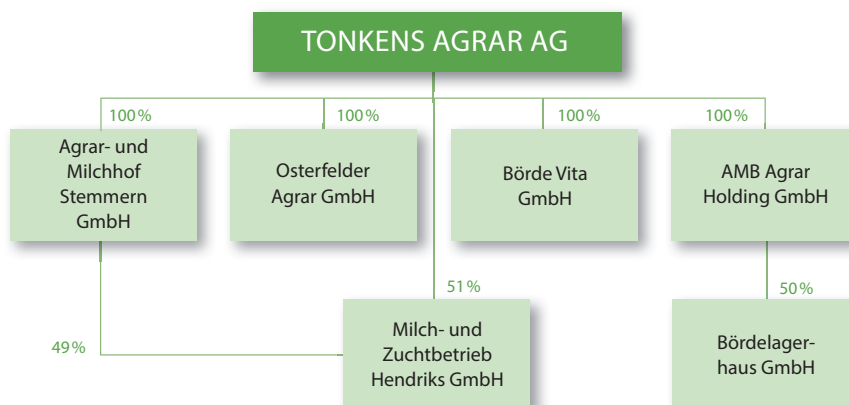 TONKENS AGRAR AG
100%
100%
100%
100%
Agrar- und
Milchhof
Stemmern
GmbH
Osterfelder
Agrar GmbH
Börde Vita
GmbH
AMB Agrar
Holding GmbH
51%
50%
49%
Milch- und
Zuchtbetrieb
Hendriks GmbH
Bördelager-
haus GmbH